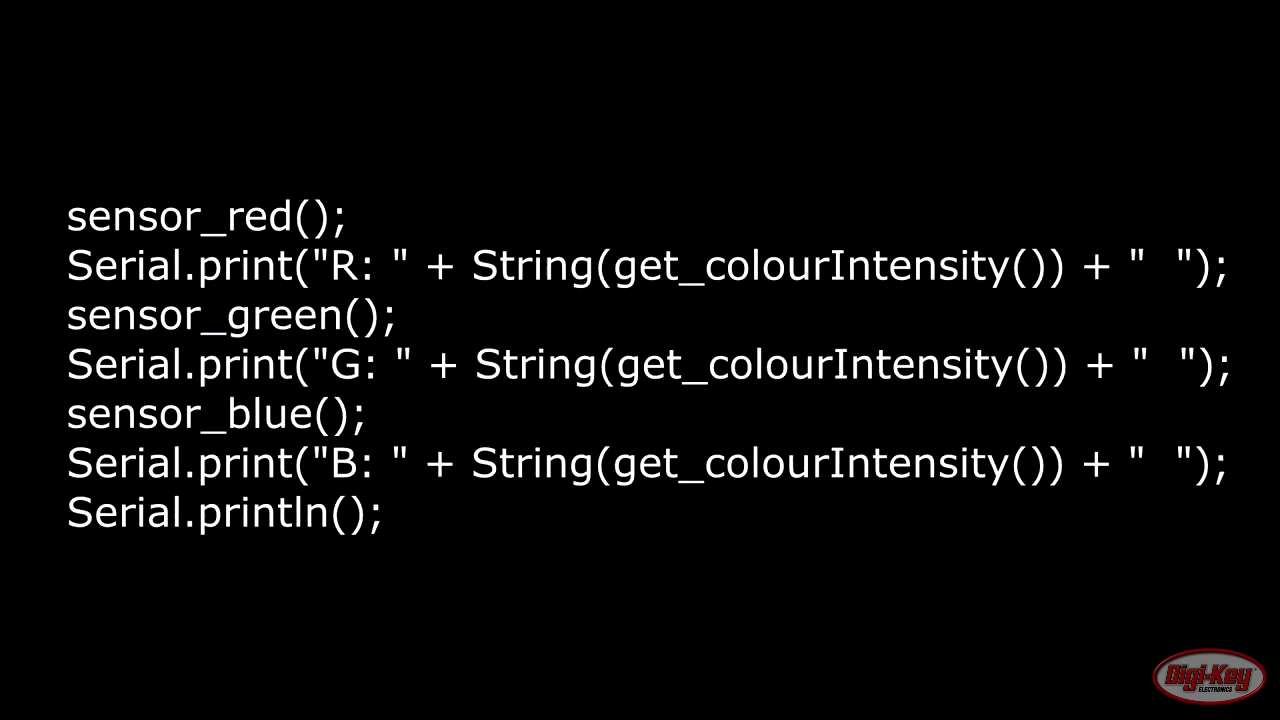 sensor_red();
Serial.print("R: " + String(get_colourIntensity()) + "  ");
sensor_green();
Serial.print("G: " + String(get_colourIntensity()) + "  ");
sensor_blue();
Serial.print("B: " + String(get_colourIntensity()) + "  ");
Serial.println();
Digi-Key
ELECTRONICS